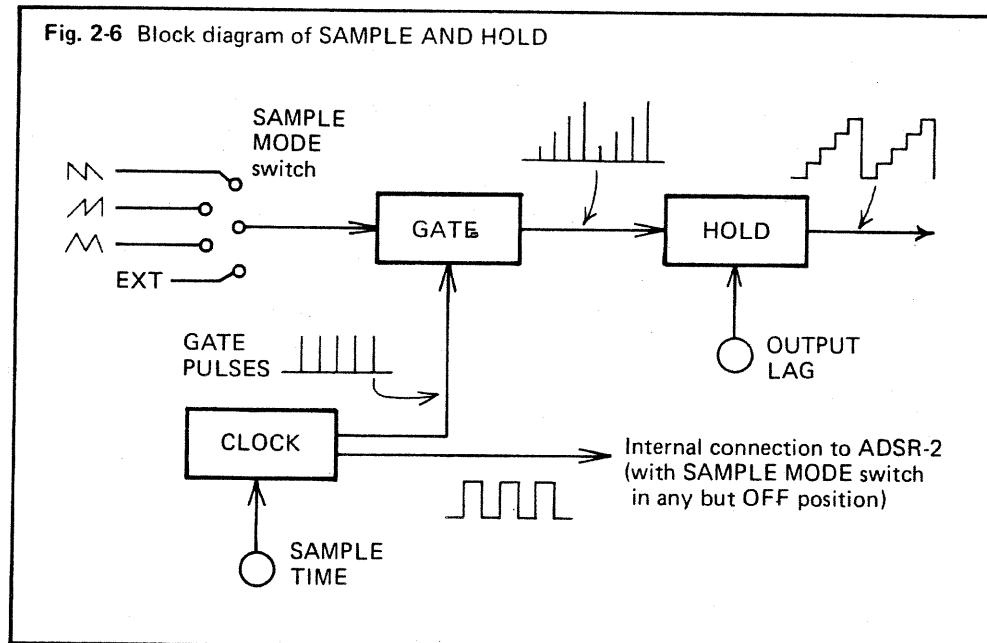 Fig. 2-6 Block diagram of SAMPLE AND HOLD
SAMPLE
MODE
switch
EXT
GATE
HOLD
GATE
PULSES
OUTPUT
LAG
CLOCK
Internal connection to ADSR-2
(with SAMPLE MODE switch
in any but OFF position)
SAMPLE
TIME